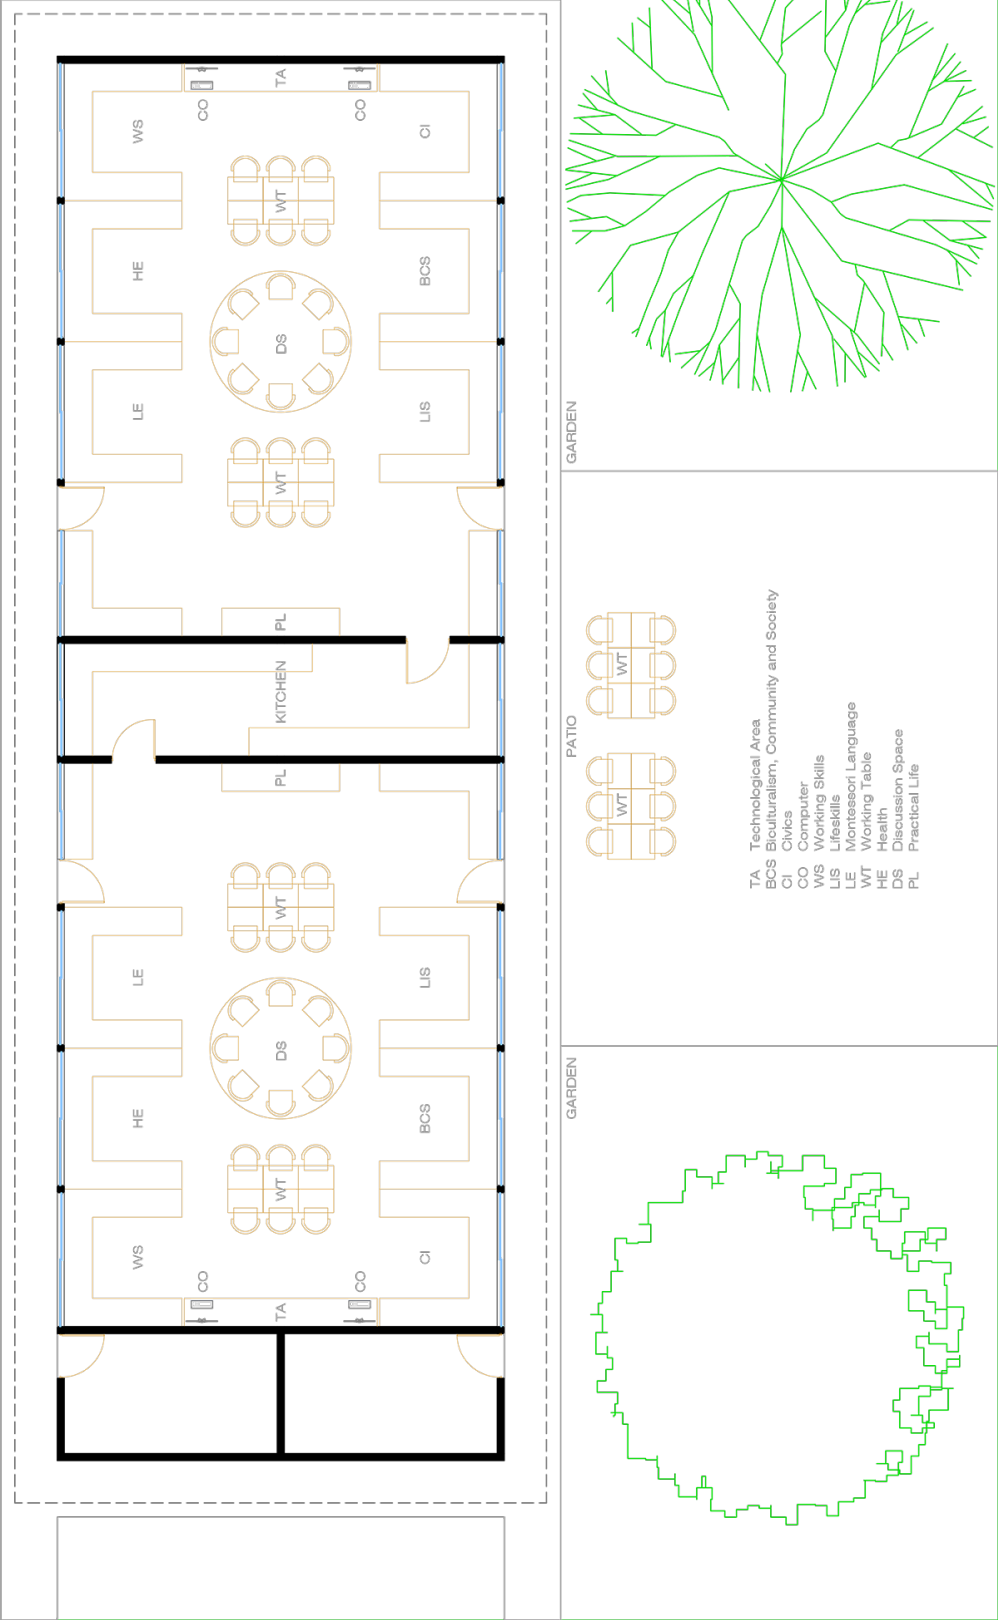 TA
CO
CO
WS
CI
WT
HE
BCS
DS
LE
LIS
WT
PL
KITCHEN
PL
WT
LE
LIS
DS
HE
BCS
WT
WS
CI
CO
CO
TA
GARDEN
PATIO
WT
WT
TA Technological Area
BCS Biculturalism, Community and Society
CI Civics
CO Computer
WS Working Skills
LIS Lifeskills
LE Montessori Language
WT Working Table
HE Health
DS Discussion Space
PL Practical Life
GARDEN